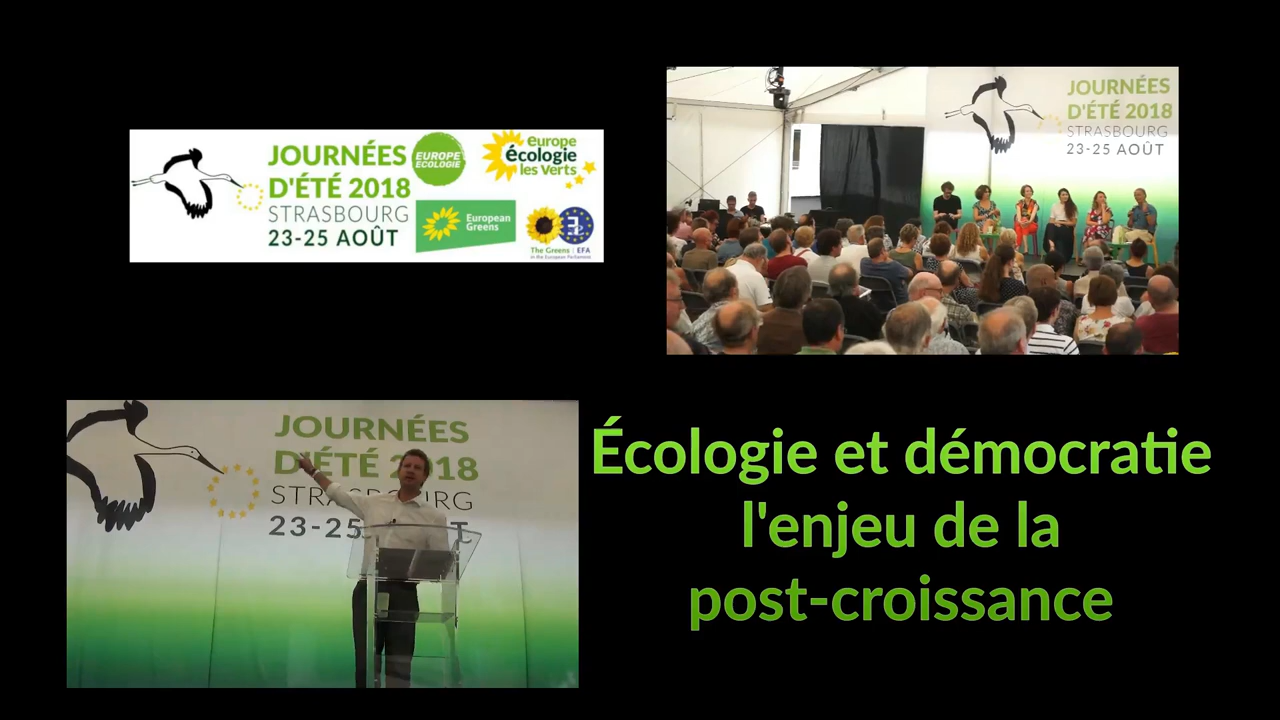 JOURNÉES
D'ÉTÉ 2018
STRASBOURG
23-25 AOÛT
EUROPE
ECOLOGIE
europe
écologie
les verts
European
Greens
The Greens | EFA
in the European Parliament
JOURNÉES
D'ÉTÉ 2018
STRASBOURG
23-25 AOÛT
JOURNÉES
D'ÉTÉ 2018
STRASBOURG
23-25
T
Écologie et démocratie
l'enjeu de la
post-croissance